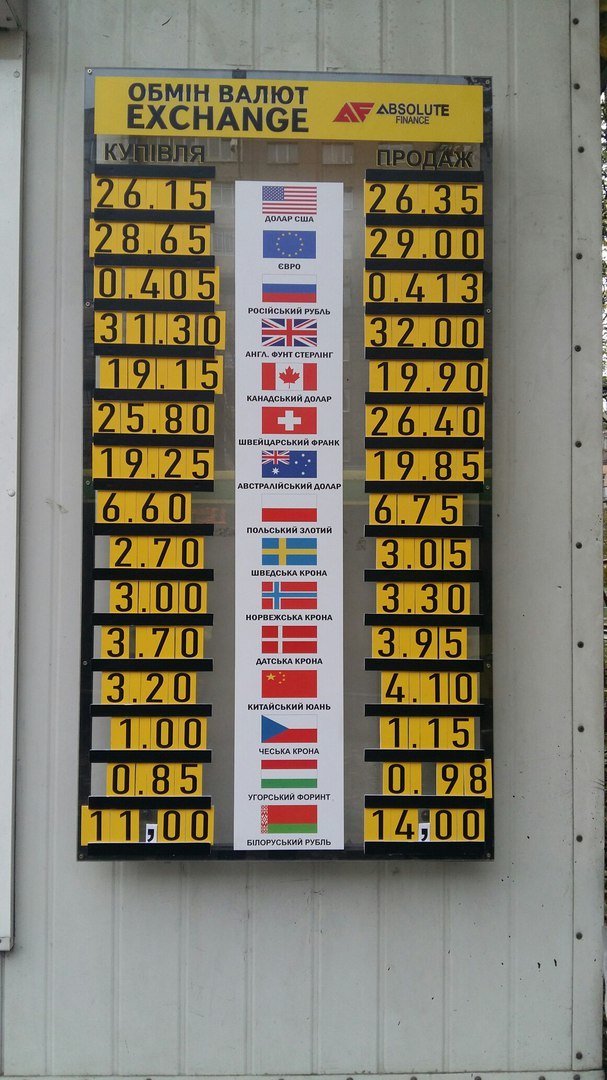 ОБМІН ВАЛЮТ
EXCHANGE
ABSOLUTE
FINANCE
КУПІВЛЯ ПРОДАЖ
26.15 ДОЛАР США 26.35
28.65 ЄВРО 29.00
0.405 РОСІЙСЬКИЙ РУБЛЬ 0.413
31.30 АНГЛ. ФУНТ СТЕРЛІНГ 32.00
19.15 КАНАДСЬКИЙ ДОЛАР 19.90
25.80 ШВЕЙЦАРСЬКИЙ ФРАНК 26.40
19.25 АВСТРАЛІЙСЬКИЙ ДОЛАР 19.85
6.60 ПОЛЬСЬКИЙ ЗЛОТИЙ 6.75
2.70 ШВЕДСЬКА КРОНА 3.05
3.00 НОРВЕЖСЬКА КРОНА 3.30
3.70 ДАТСЬКА КРОНА 3.95
3.20 КИТАЙСЬКИЙ ЮАНЬ 4.10
1.00 ЧЕСЬКА КРОНА 1.15
0.85 УГОРСЬКИЙ ФОРИНТ 0.98
11,00 БІЛОРУСЬКИЙ РУБЛЬ 14,00